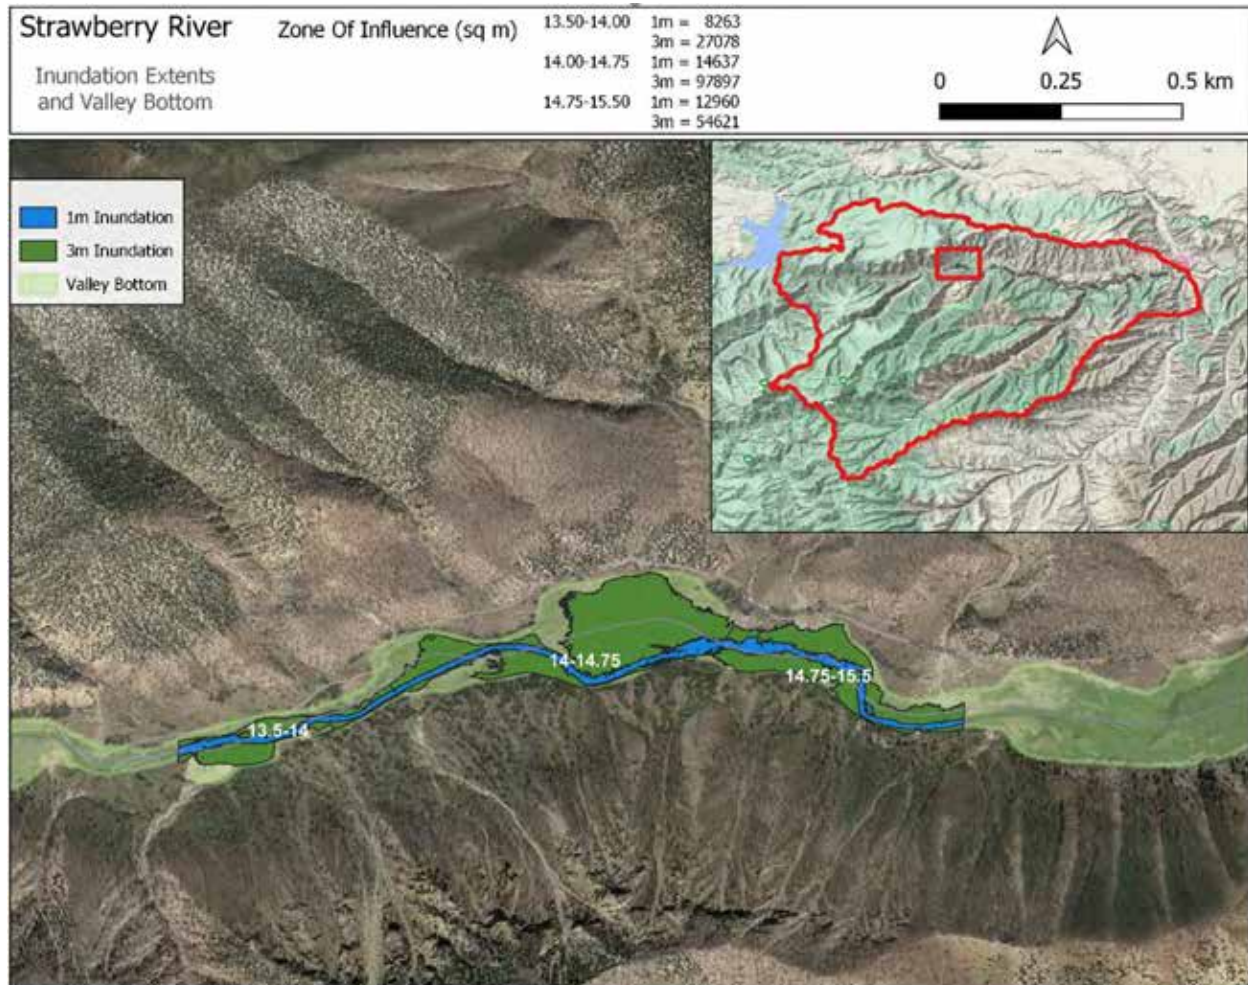 Strawberry River
Inundation Extents
and Valley Bottom
Zone Of Influence (sq m)
13.50-14.00 1m = 8263
3m = 27078
14.00-14.75 1m = 14637
3m = 97897
14.75-15.50 1m = 12960
3m = 54621
0 0.25 0.5 km
1m Inundation
3m Inundation
Valley Bottom
14-14.75
14.75-15.5
13.5-14